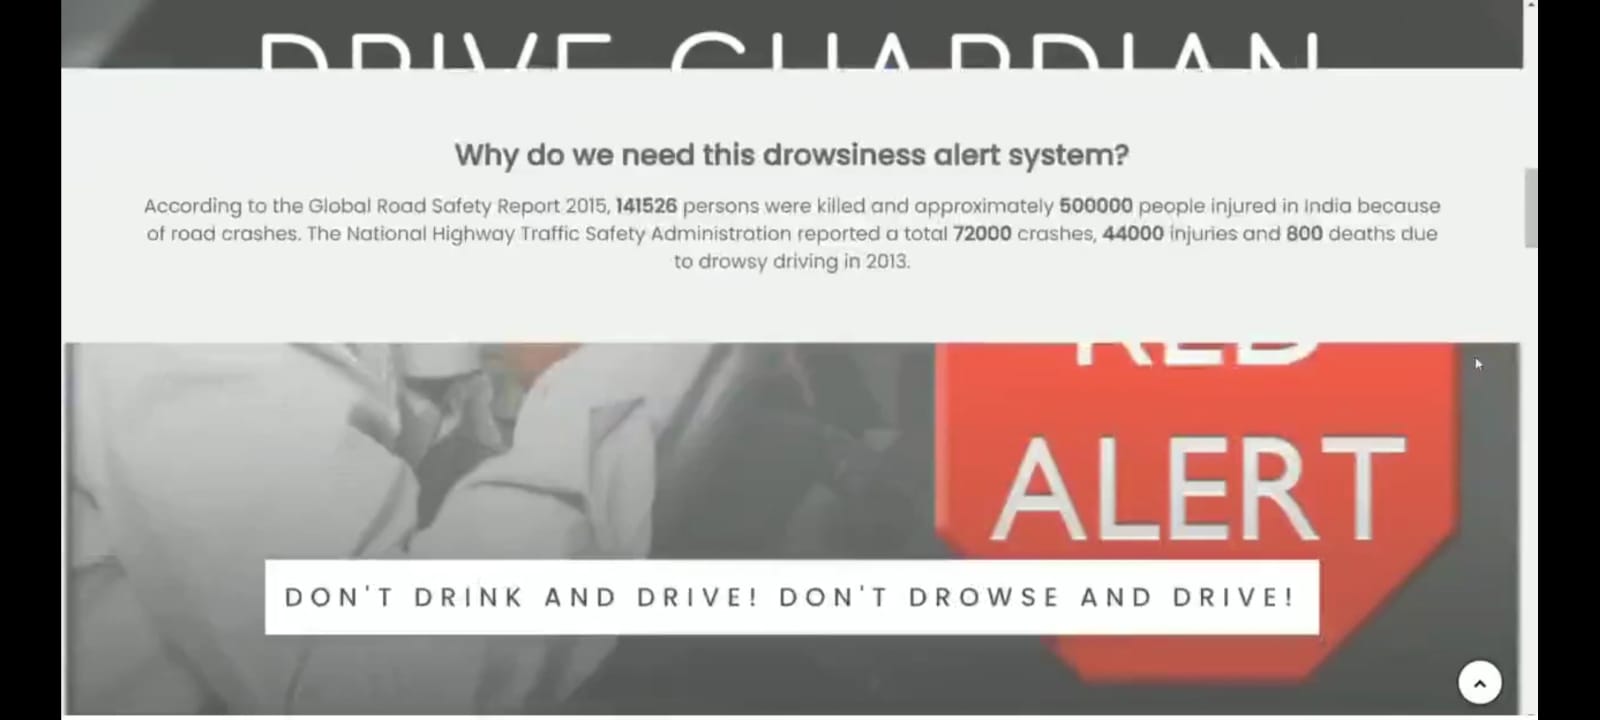 DRIVE GUARDIAN
Why do we need this drowsiness alert system?
According to the Global Road Safety Report 2015, 141526 persons were killed and approximately 500000 people injured in India because
of road crashes. The National Highway Traffic Safety Administration reported a total 72000 crashes, 44000 injuries and 800 deaths due
to drowsy driving in 2013.
RED
ALERT
DON'T DRINK AND DRIVE! DON'T DROWSE AND DRIVE!